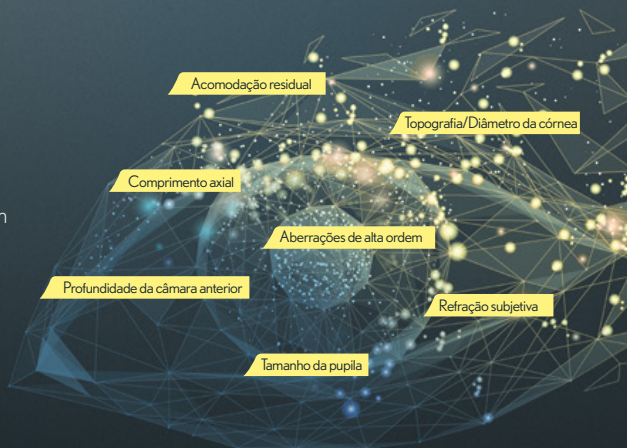 Acomodação residual
Topografia/Diâmetro da córnea
Comprimento axial
Aberrações de alta ordem
Profundidade da câmara anterior
Refração subjetiva
Tamanho da pupila